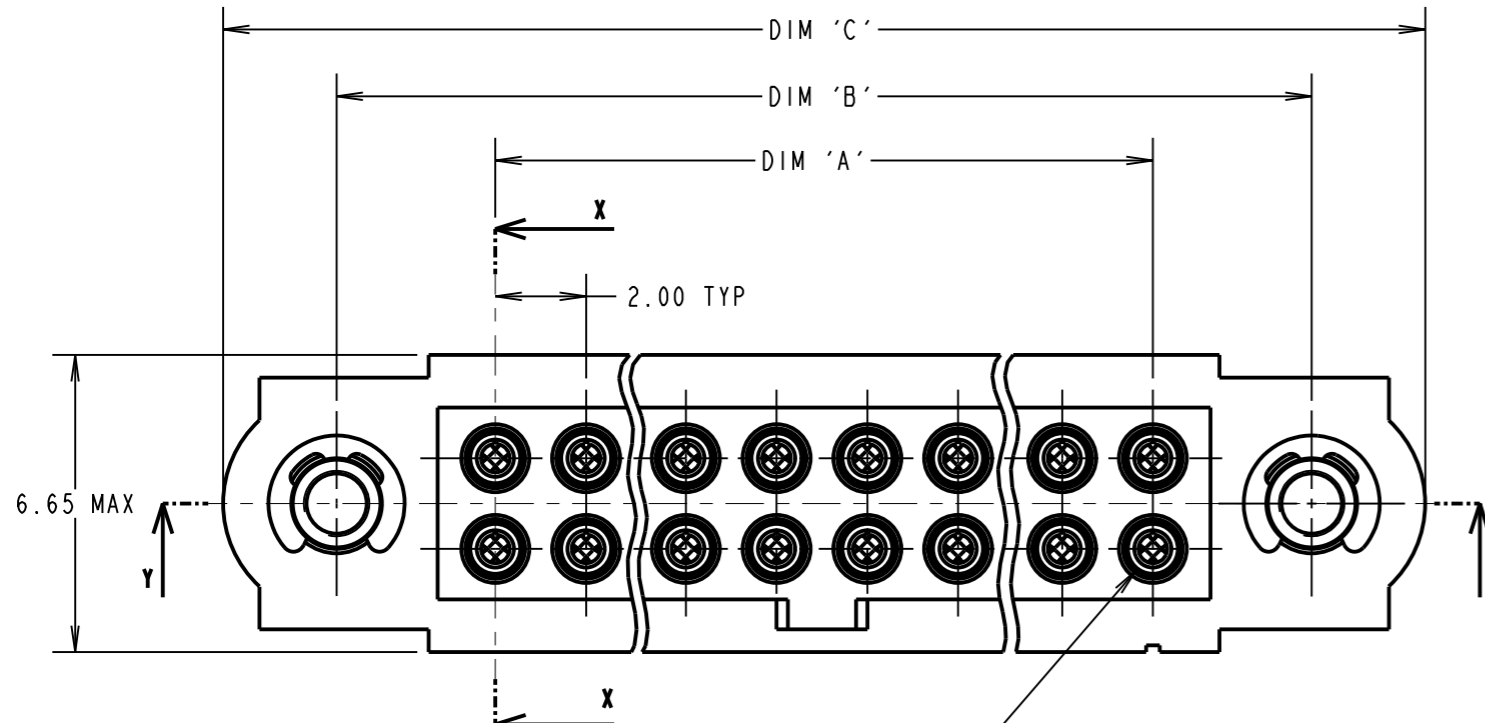 DIM 'C'
DIM 'B'
DIM 'A'
X
2.00 TYP
6.65 MAX
Y
X